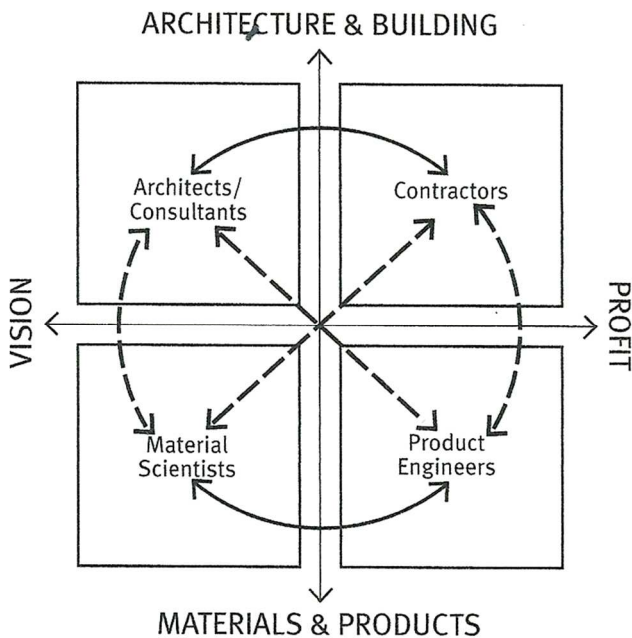 ARCHITECTURE & BUILDING
Architects/
Consultants
Contractors
VISION
PROFIT
Material
Scientists
Product
Engineers
MATERIALS & PRODUCTS